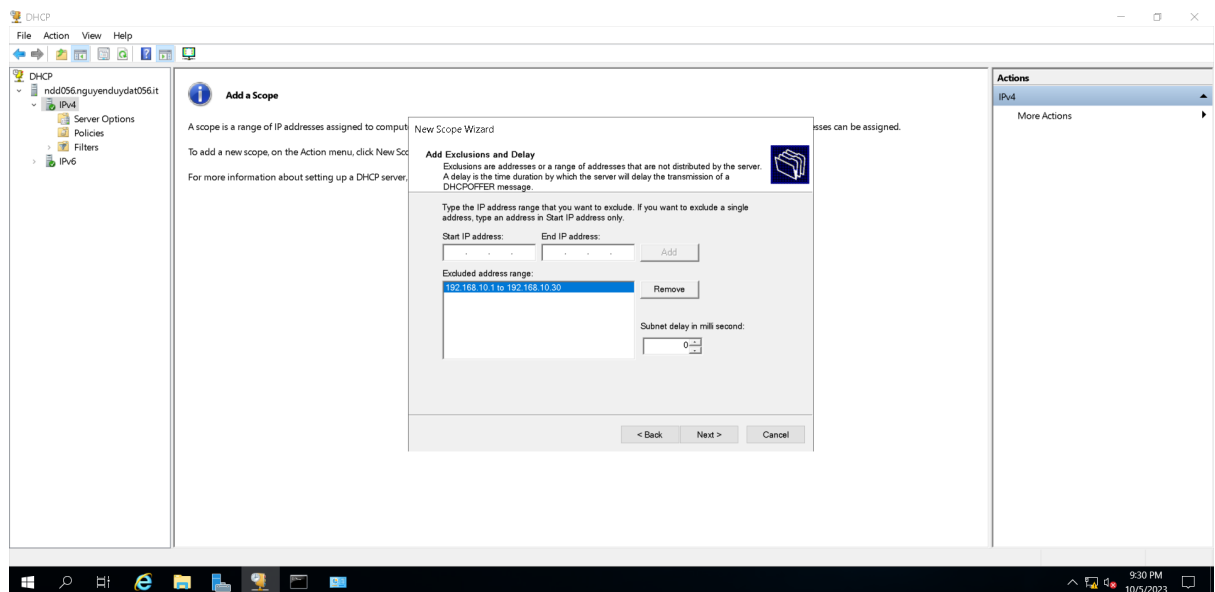 DHCP
File Action View Help
DHCP
ndd056.nguyenduydat056.it
IPv4
Server Options
Policies
Filters
IPv6
Add a Scope
A scope is a range of IP addresses assigned to comput
esses can be assigned.
To add a new scope, on the Action menu, click New Sco
For more information about setting up a DHCP server,
New Scope Wizard
Add Exclusions and Delay
Exclusions are addresses or a range of addresses that are not distributed by the server.
A delay is the time duration by which the server will delay the transmission of a
DHCPOFFER message.
Type the IP address range that you want to exclude. If you want to exclude a single
address, type an address in Start IP address only.
Start IP address: End IP address:
Add
Excluded address range:
192.168.10.1 to 192.168.10.30
Remove
Subnet delay in milli second:
0
< Back Next > Cancel
Actions
IPv4
More Actions
9:30 PM
10/5/2023